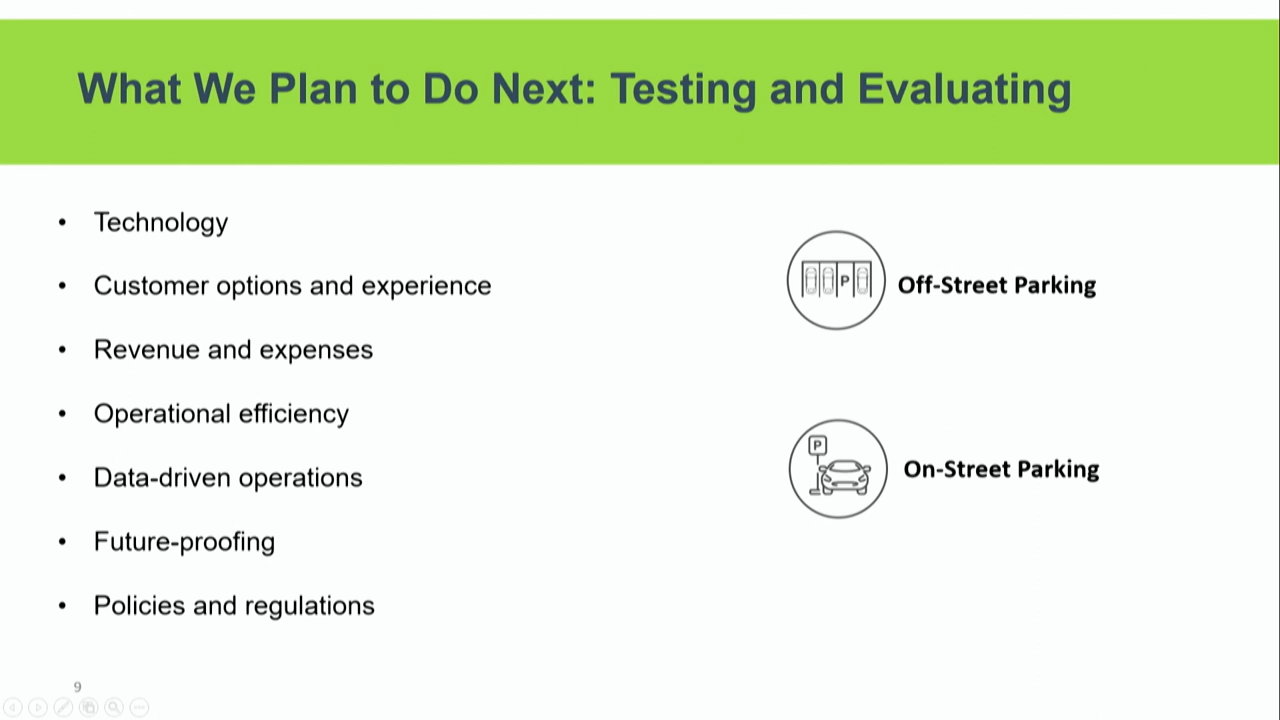 What We Plan to Do Next: Testing and Evaluating
• Technology
• Customer options and experience
• Revenue and expenses
• Operational efficiency
• Data-driven operations
• Future-proofing
• Policies and regulations
P
Off-Street Parking
P
On-Street Parking
9